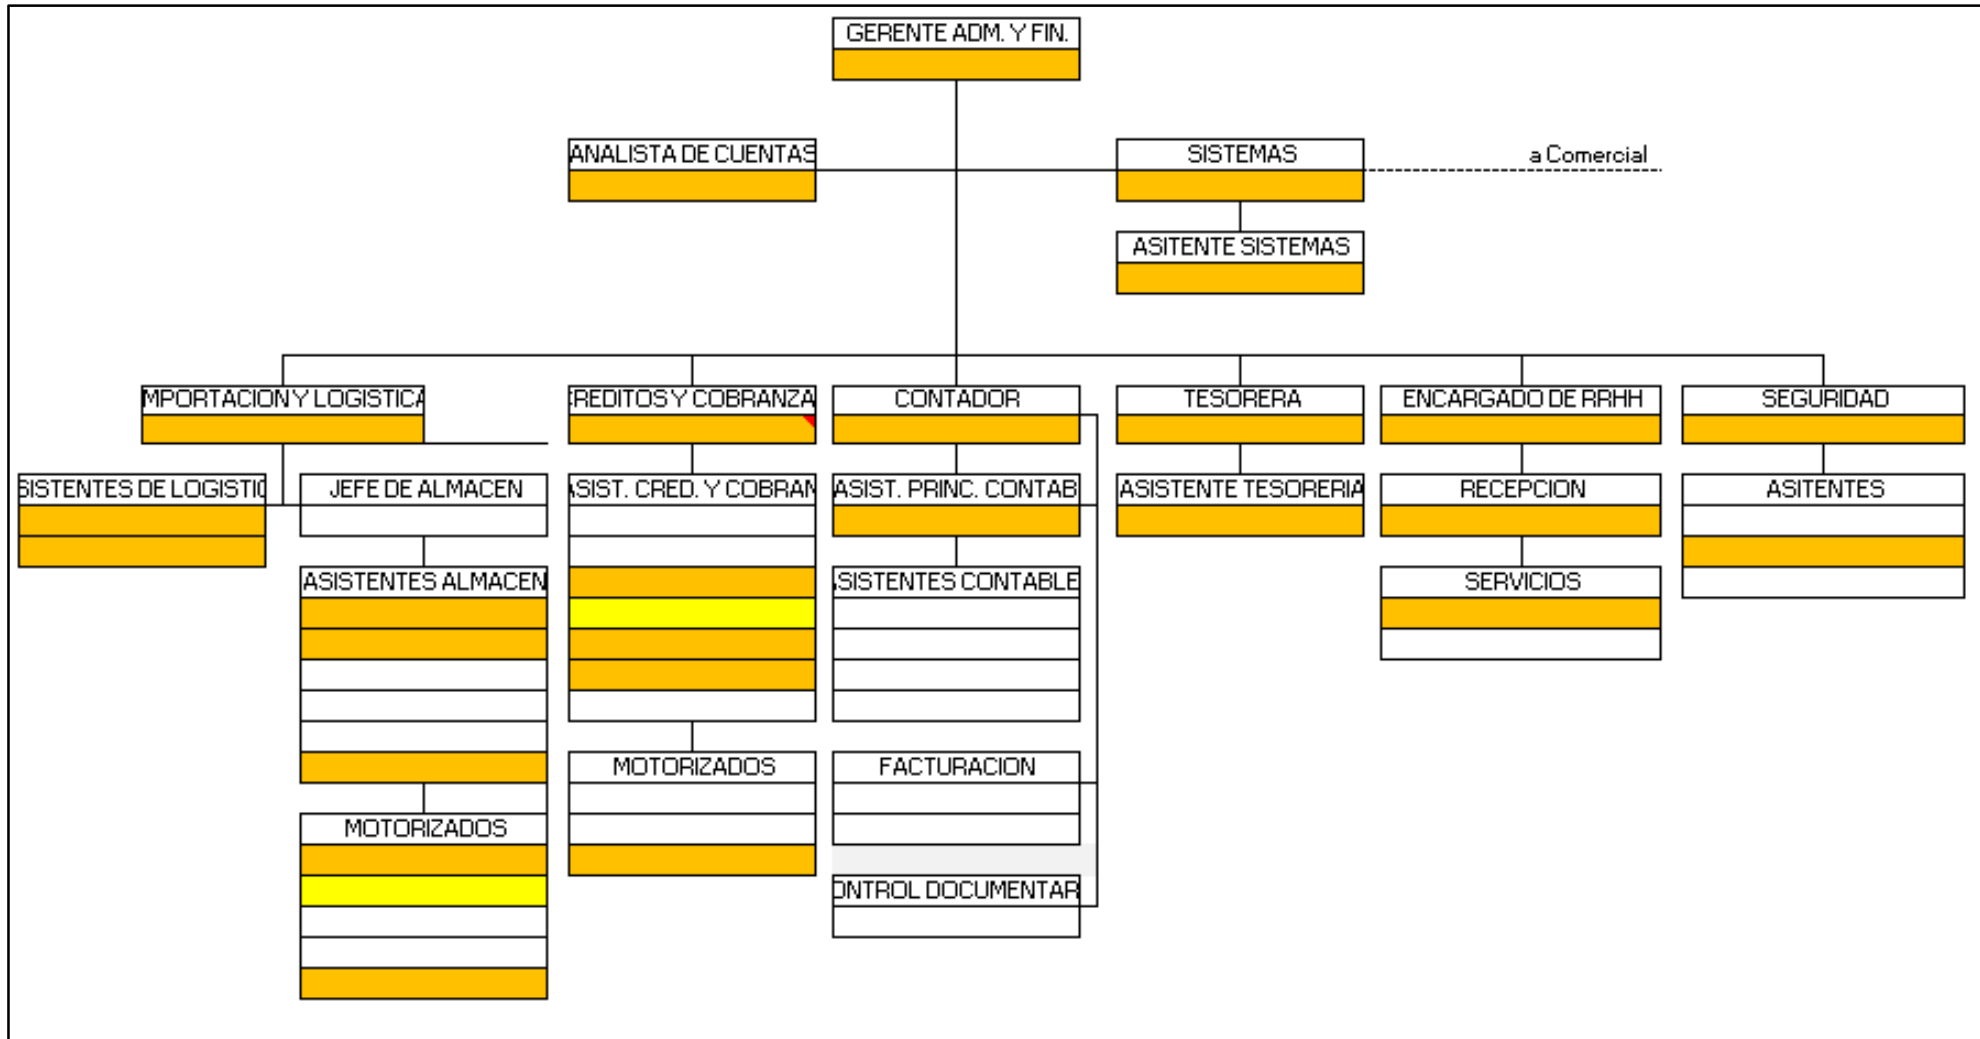 GERENTE ADM. Y FIN.
ANALISTA DE CUENTAS
SISTEMAS
a Comercial
ASITENTE SISTEMAS
MPORTACION Y LOGISTICA
CREDITOS Y COBRANZA
CONTADOR
TESORERA
ENCARGADO DE RRHH
SEGURIDAD
SISTENTES DE LOGISTIC
JEFE DE ALMACEN
ASIST. CRED. Y COBRAN
ASIST. PRINC. CONTAB
ASISTENTE TESORERIA
RECEPCION
ASITENTES
ASISTENTES ALMACEN
SISTENTES CONTABLE
SERVICIOS
MOTORIZADOS
FACTURACION
MOTORIZADOS
ONTROL DOCUMENTAR